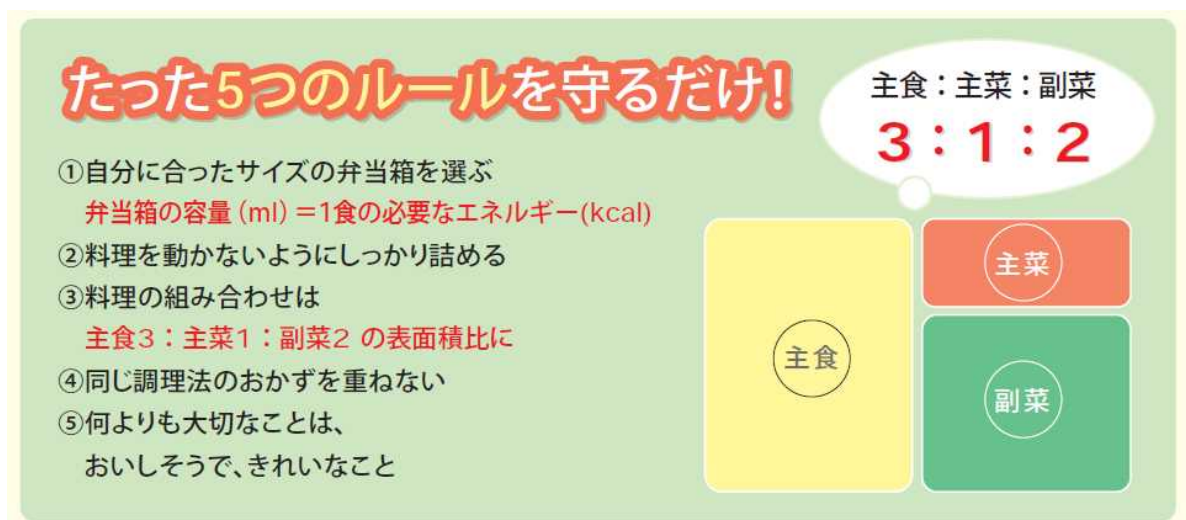 たった5つのルールを守るだけ!
主食：主菜：副菜
3：1：2
①自分に合ったサイズの弁当箱を選ぶ
弁当箱の容量（ml）＝1食の必要なエネルギー(kcal)
②料理を動かないようにしっかり詰める
③料理の組み合わせは
主食3：主菜1：副菜2 の表面積比に
④同じ調理法のおかずを重ねない
⑤何よりも大切なことは、
おいしそうで、きれいなこと
主食
主菜
副菜